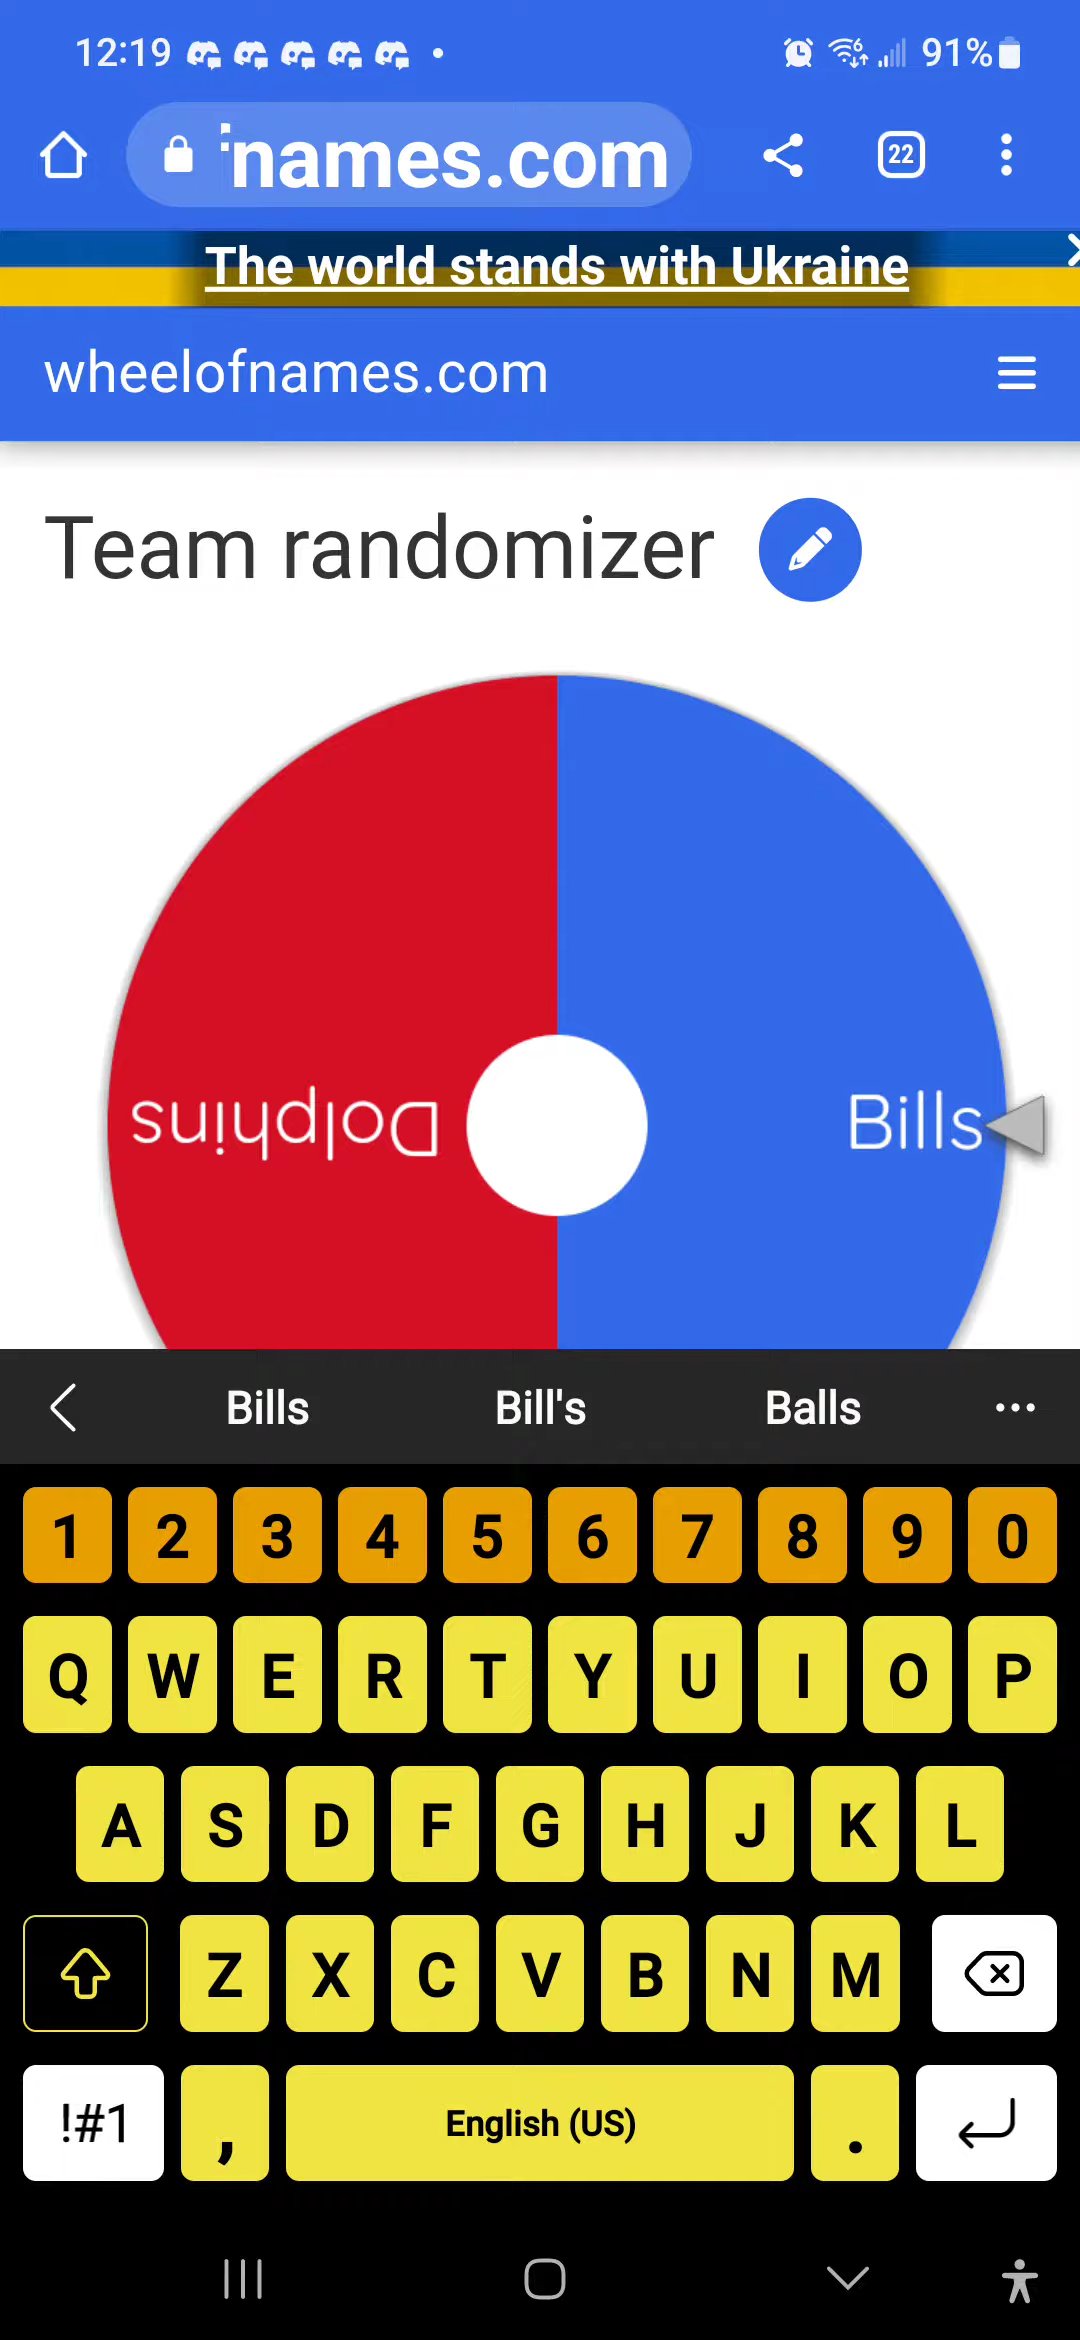 12:19 91%
names.com 22
The world stands with Ukraine
wheelofnames.com
Team randomizer
Dolphins Bills
Bills Bill's Balls
1 2 3 4 5 6 7 8 9 0
Q W E R T Y U I O P
A S D F G H J K L
Z X C V B N M
!#1 , English (US) .